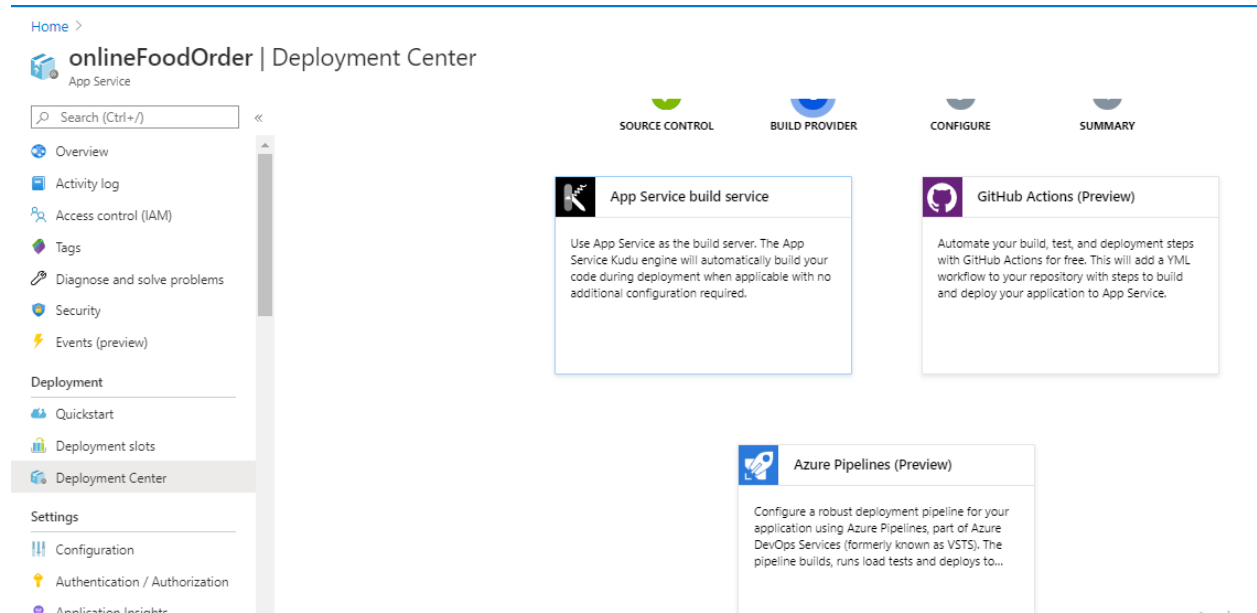 Home >
onlineFoodOrder | Deployment Center
App Service
Search (Ctrl+/)
«
Overview
Activity log
Access control (IAM)
Tags
Diagnose and solve problems
Security
Events (preview)
Deployment
Quickstart
Deployment slots
Deployment Center
Settings
Configuration
Authentication / Authorization
Application Insights
SOURCE CONTROL
BUILD PROVIDER
CONFIGURE
SUMMARY
App Service build service
Use App Service as the build server. The App
Service Kudu engine will automatically build your
code during deployment when applicable with no
additional configuration required.
GitHub Actions (Preview)
Automate your build, test, and deployment steps
with GitHub Actions for free. This will add a YML
workflow to your repository with steps to build
and deploy your application to App Service.
Azure Pipelines (Preview)
Configure a robust deployment pipeline for your
application using Azure Pipelines, part of Azure
DevOps Services (formerly known as VSTS). The
pipeline builds, runs load tests and deploys to...